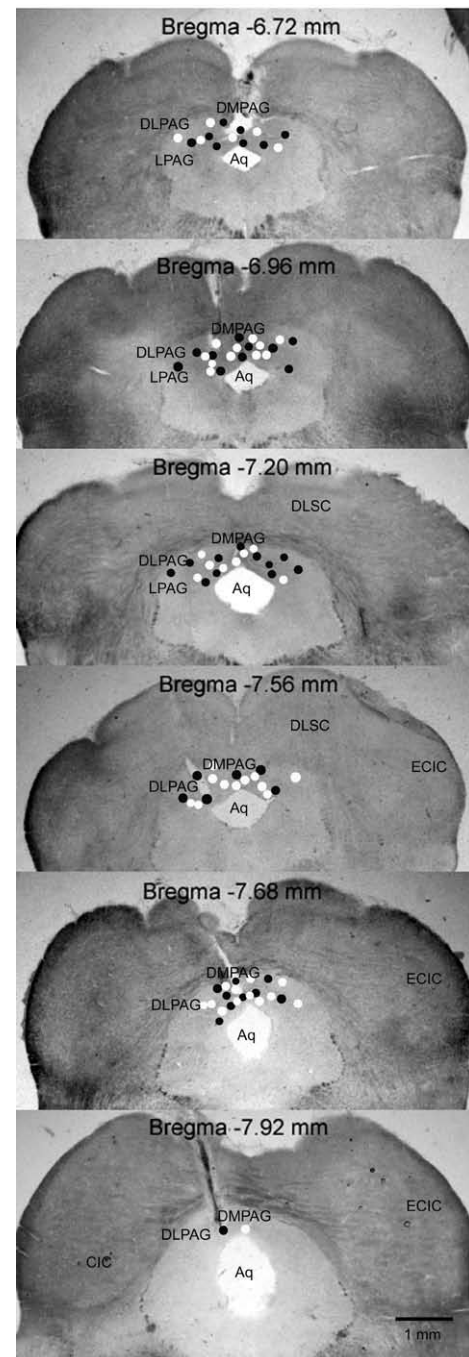 Bregma -6.72 mm
DMPAG
DLPAG
LPAG
Aq
Bregma -6.96 mm
DMPAG
DLPAG
LPAG
Aq
Bregma -7.20 mm
DLSC
DMPAG
DLPAG
LPAG
Aq
Bregma -7.56 mm
DLSC
ECIC
DMPAG
DLPAG
Aq
Bregma -7.68 mm
DMPAG
ECIC
DLPAG
Aq
Bregma -7.92 mm
ECIC
DMPAG
DLPAG
CIC
Aq
1 mm